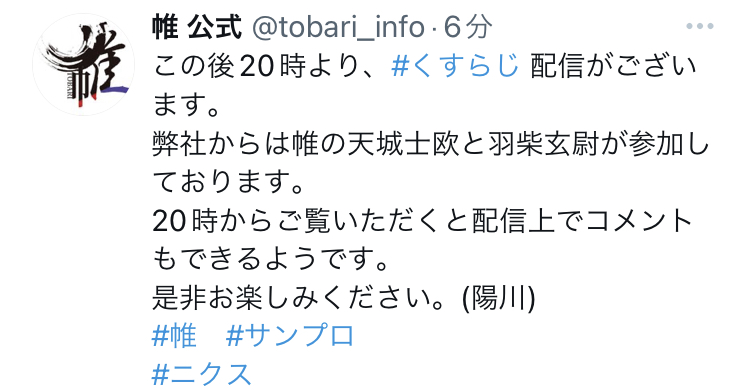 帷 公式 @tobari_info · 6分
この後20時より、#くすらじ 配信がござい
ます。
弊社からは帷の天城士欧と羽柴玄尉が参加し
ております。
20時からご覧いただくと配信上でコメント
もできるようです。
是非お楽しみください。(陽川)
#帷　#サンプロ
#ニクス
帷
TOBARI